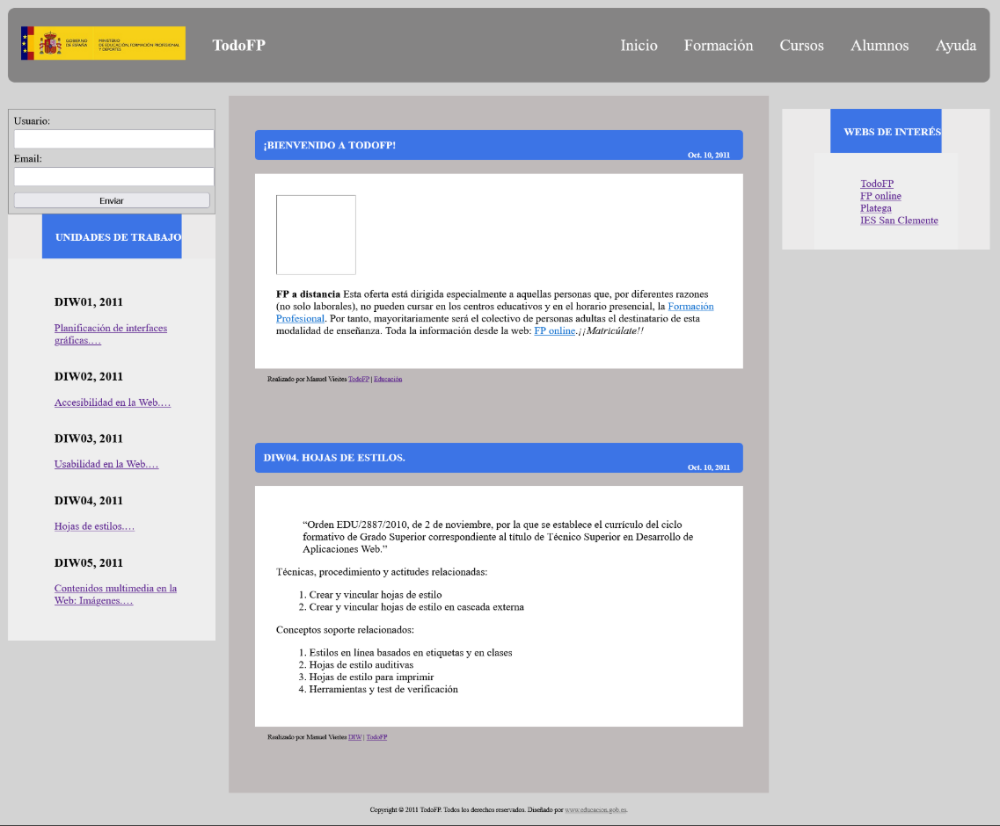 GOBIERNO
DE ESPAÑA
MINISTERIO
DE EDUCACIÓN, FORMACIÓN PROFESIONAL
Y DEPORTES
TodoFP
Inicio
Formación
Cursos
Alumnos
Ayuda
Usuario:
Email:
Enviar
UNIDADES DE TRABAJO
DIW01, 2011
Planificación de interfaces
gráficas.…
DIW02, 2011
Accesibilidad en la Web.…
DIW03, 2011
Usabilidad en la Web.…
DIW04, 2011
Hojas de estilos.…
DIW05, 2011
Contenidos multimedia en la
Web: Imágenes.…
¡BIENVENIDO A TODOFP!
Oct. 10, 2011
FP a distancia Esta oferta está dirigida especialmente a aquellas personas que, por diferentes razones
(no solo laborales), no pueden cursar en los centros educativos y en el horario presencial, la Formación
Profesional. Por tanto, mayoritariamente será el colectivo de personas adultas el destinatario de esta
modalidad de enseñanza. Toda la información desde la web: FP online.¡¡Matricúlate!!
Realizado por Manuel Vieites TodoFP | Educación
DIW04. HOJAS DE ESTILOS.
Oct. 10, 2011
“Orden EDU/2887/2010, de 2 de noviembre, por la que se establece el currículo del ciclo
formativo de Grado Superior correspondiente al título de Técnico Superior en Desarrollo de
Aplicaciones Web.”
Técnicas, procedimiento y actitudes relacionadas:
1. Crear y vincular hojas de estilo
2. Crear y vincular hojas de estilo en cascada externa
Conceptos soporte relacionados:
1. Estilos en línea basados en etiquetas y en clases
2. Hojas de estilo auditivas
3. Hojas de estilo para imprimir
4. Herramientas y test de verificación
Realizado por Manuel Vieites DIW | TodoFP
WEBS DE INTERÉS
TodoFP
FP online
Platega
IES San Clemente
Copyright © 2011 TodoFP. Todos los derechos reservados. Diseñado por www.educacion.gob.es.